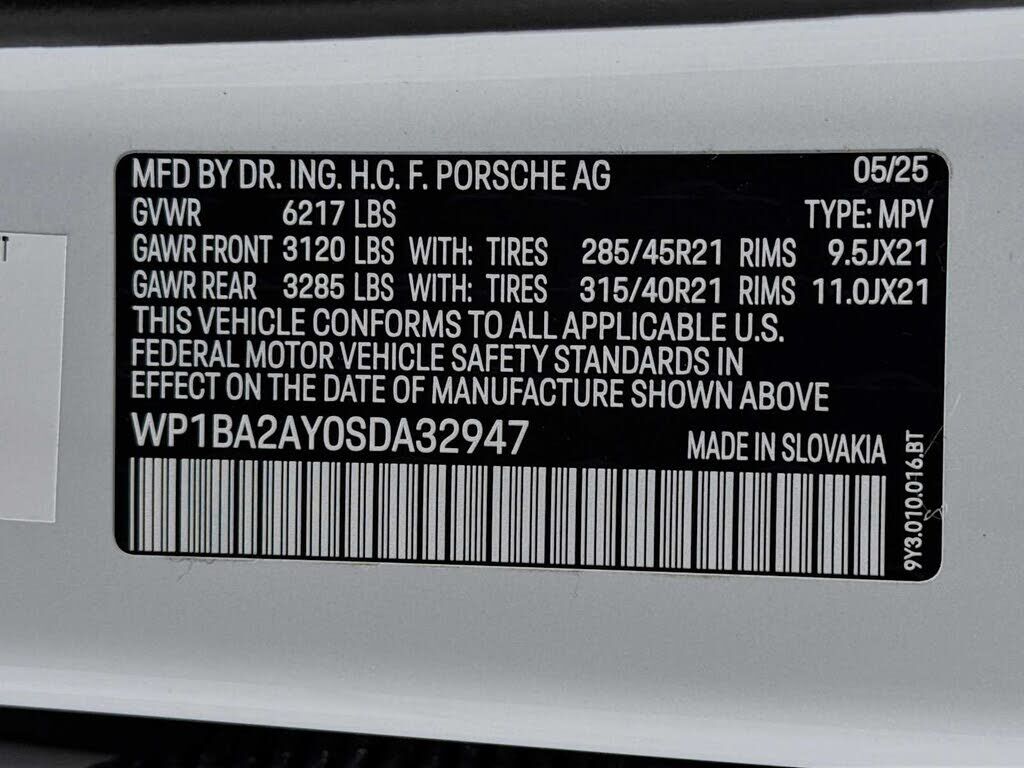 MFD BY DR. ING. H.C. F. PORSCHE AG 05/25
GVWR 6217 LBS TYPE: MPV
GAWR FRONT 3120 LBS WITH: TIRES 285/45R21 RIMS 9.5JX21
GAWR REAR 3285 LBS WITH: TIRES 315/40R21 RIMS 11.0JX21
THIS VEHICLE CONFORMS TO ALL APPLICABLE U.S.
FEDERAL MOTOR VEHICLE SAFETY STANDARDS IN
EFFECT ON THE DATE OF MANUFACTURE SHOWN ABOVE
WP1BA2AY0SDA32947 MADE IN SLOVAKIA
9Y3.010.016.BT